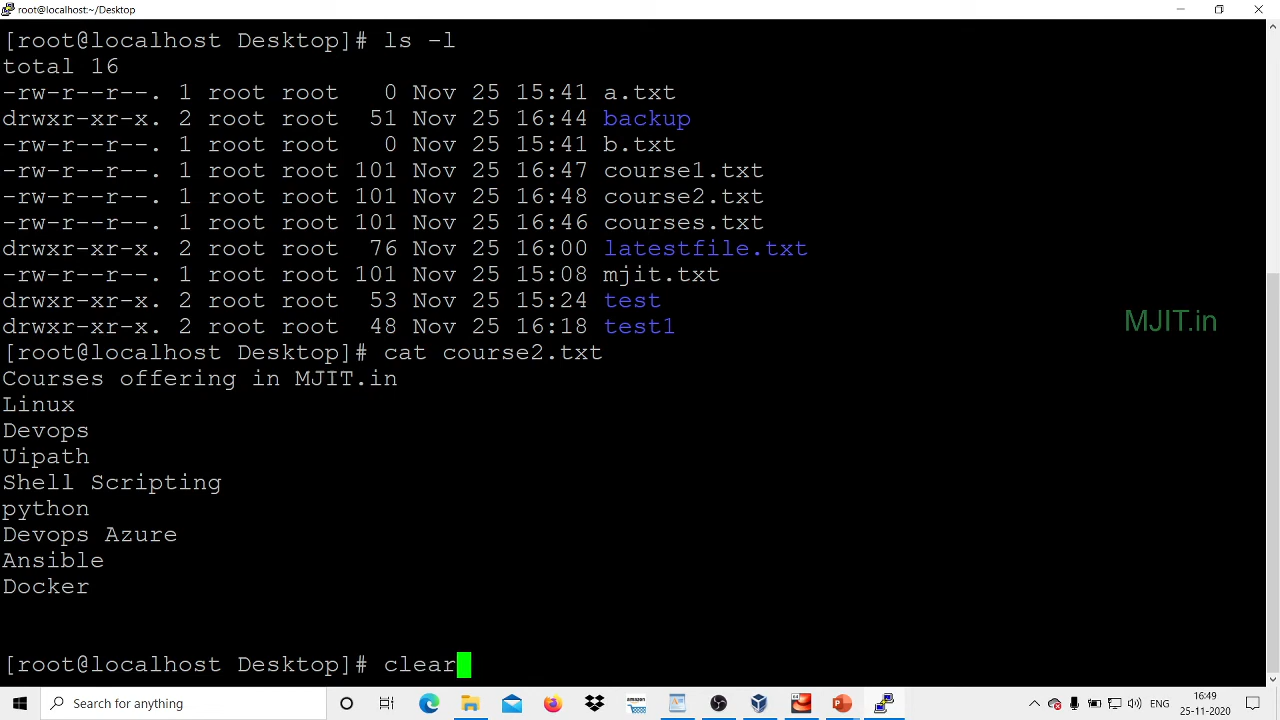 root@localhost:~/Desktop
[root@localhost Desktop]# ls -l
total 16
-rw-r--r--. 1 root root   0 Nov 25 15:41 a.txt
drwxr-xr-x. 2 root root  51 Nov 25 16:44 backup
-rw-r--r--. 1 root root   0 Nov 25 15:41 b.txt
-rw-r--r--. 1 root root 101 Nov 25 16:47 course1.txt
-rw-r--r--. 1 root root 101 Nov 25 16:48 course2.txt
-rw-r--r--. 1 root root 101 Nov 25 16:46 courses.txt
drwxr-xr-x. 2 root root  76 Nov 25 16:00 latestfile.txt
-rw-r--r--. 1 root root 101 Nov 25 15:08 mjit.txt
drwxr-xr-x. 2 root root  53 Nov 25 15:24 test
drwxr-xr-x. 2 root root  48 Nov 25 16:18 test1
MJIT.in
[root@localhost Desktop]# cat course2.txt
Courses offering in MJIT.in
Linux
Devops
Uipath
Shell Scripting
python
Devops Azure
Ansible
Docker
[root@localhost Desktop]# clear
Search for anything
amazon
ENG
16:49
25-11-2020